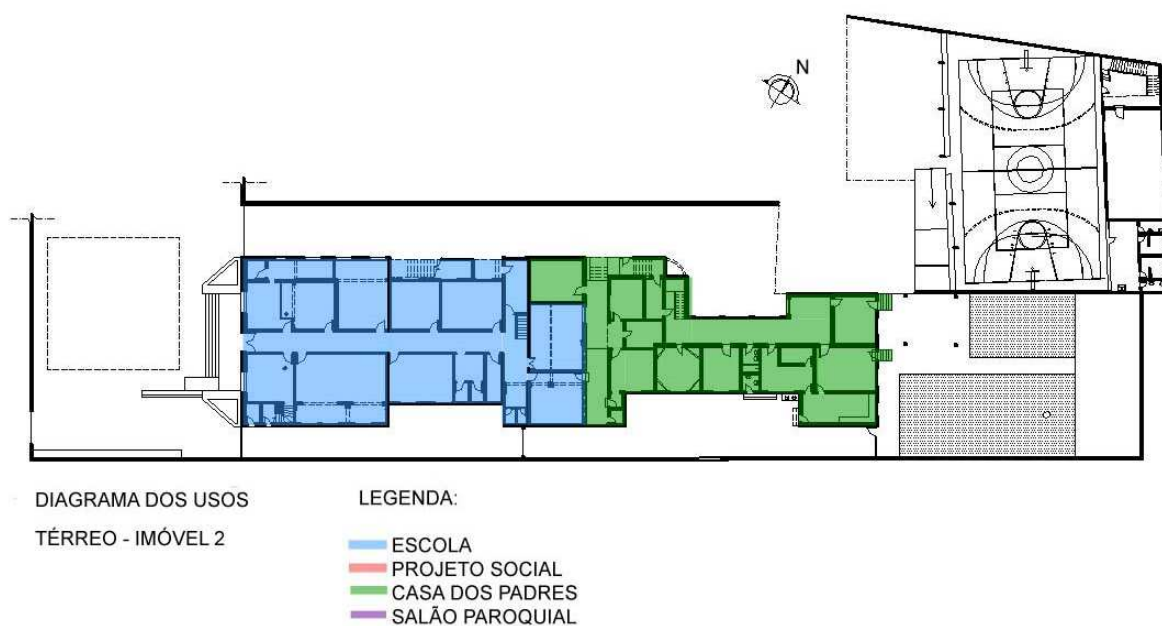 N
DIAGRAMA DOS USOS
TÉRREO - IMÓVEL 2
LEGENDA:
ESCOLA
PROJETO SOCIAL
CASA DOS PADRES
SALÃO PAROQUIAL